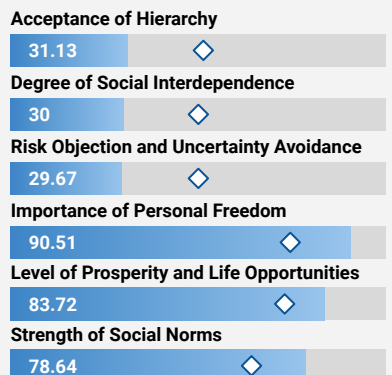 Acceptance of Hierarchy
31.13
Degree of Social Interdependence
30
Risk Objection and Uncertainty Avoidance
29.67
Importance of Personal Freedom
90.51
Level of Prosperity and Life Opportunities
83.72
Strength of Social Norms
78.64